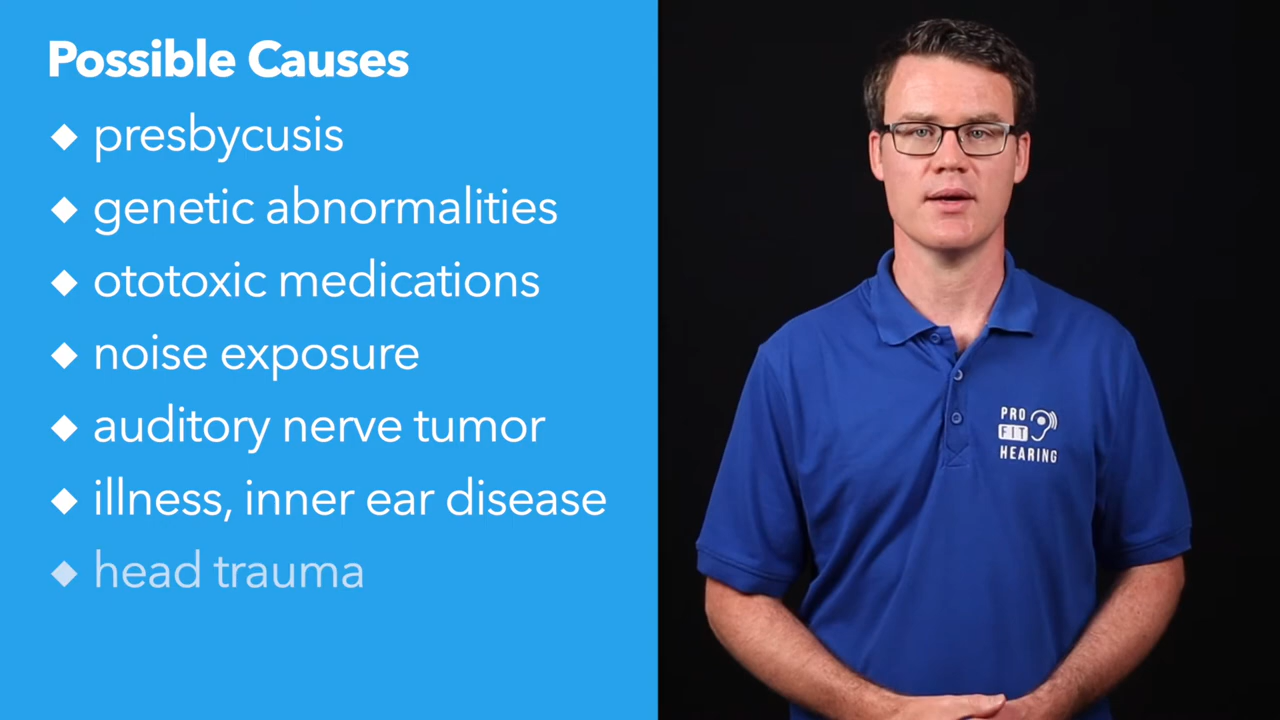 Possible Causes
◆ presbycusis
◆ genetic abnormalities
◆ ototoxic medications
◆ noise exposure
◆ auditory nerve tumor
◆ illness, inner ear disease
◆ head trauma
PRO
FIT
HEARING